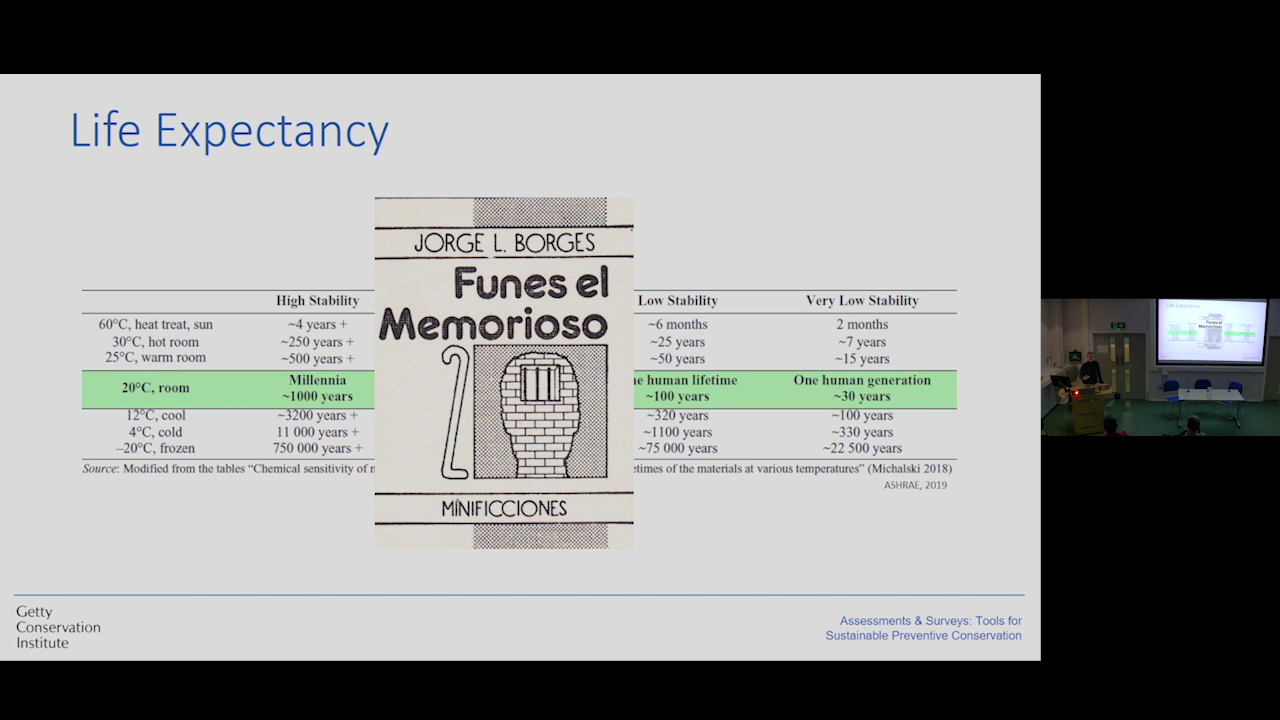 Life Expectancy
JORGE L. BORGES
Funes el
Memorioso
MINIFICCIONES
High Stability Low Stability Very Low Stability
60°C, heat treat, sun ~4 years + ~6 months 2 months
30°C, hot room ~250 years + ~25 years ~7 years
25°C, warm room ~500 years + ~50 years ~15 years
20°C, room Millennia human lifetime One human generation
~1000 years ~100 years ~30 years
12°C, cool ~3200 years + ~320 years ~100 years
4°C, cold 11 000 years + ~1100 years ~330 years
–20°C, frozen 750 000 years + ~75 000 years ~22 500 years
Source: Modified from the tables “Chemical sensitivity of of the materials at various temperatures” (Michalski 2018)
ASHRAE, 2019
Getty
Conservation
Institute
Assessments & Surveys: Tools for
Sustainable Preventive Conservation
Life Expectancy
Funes el
Memorioso